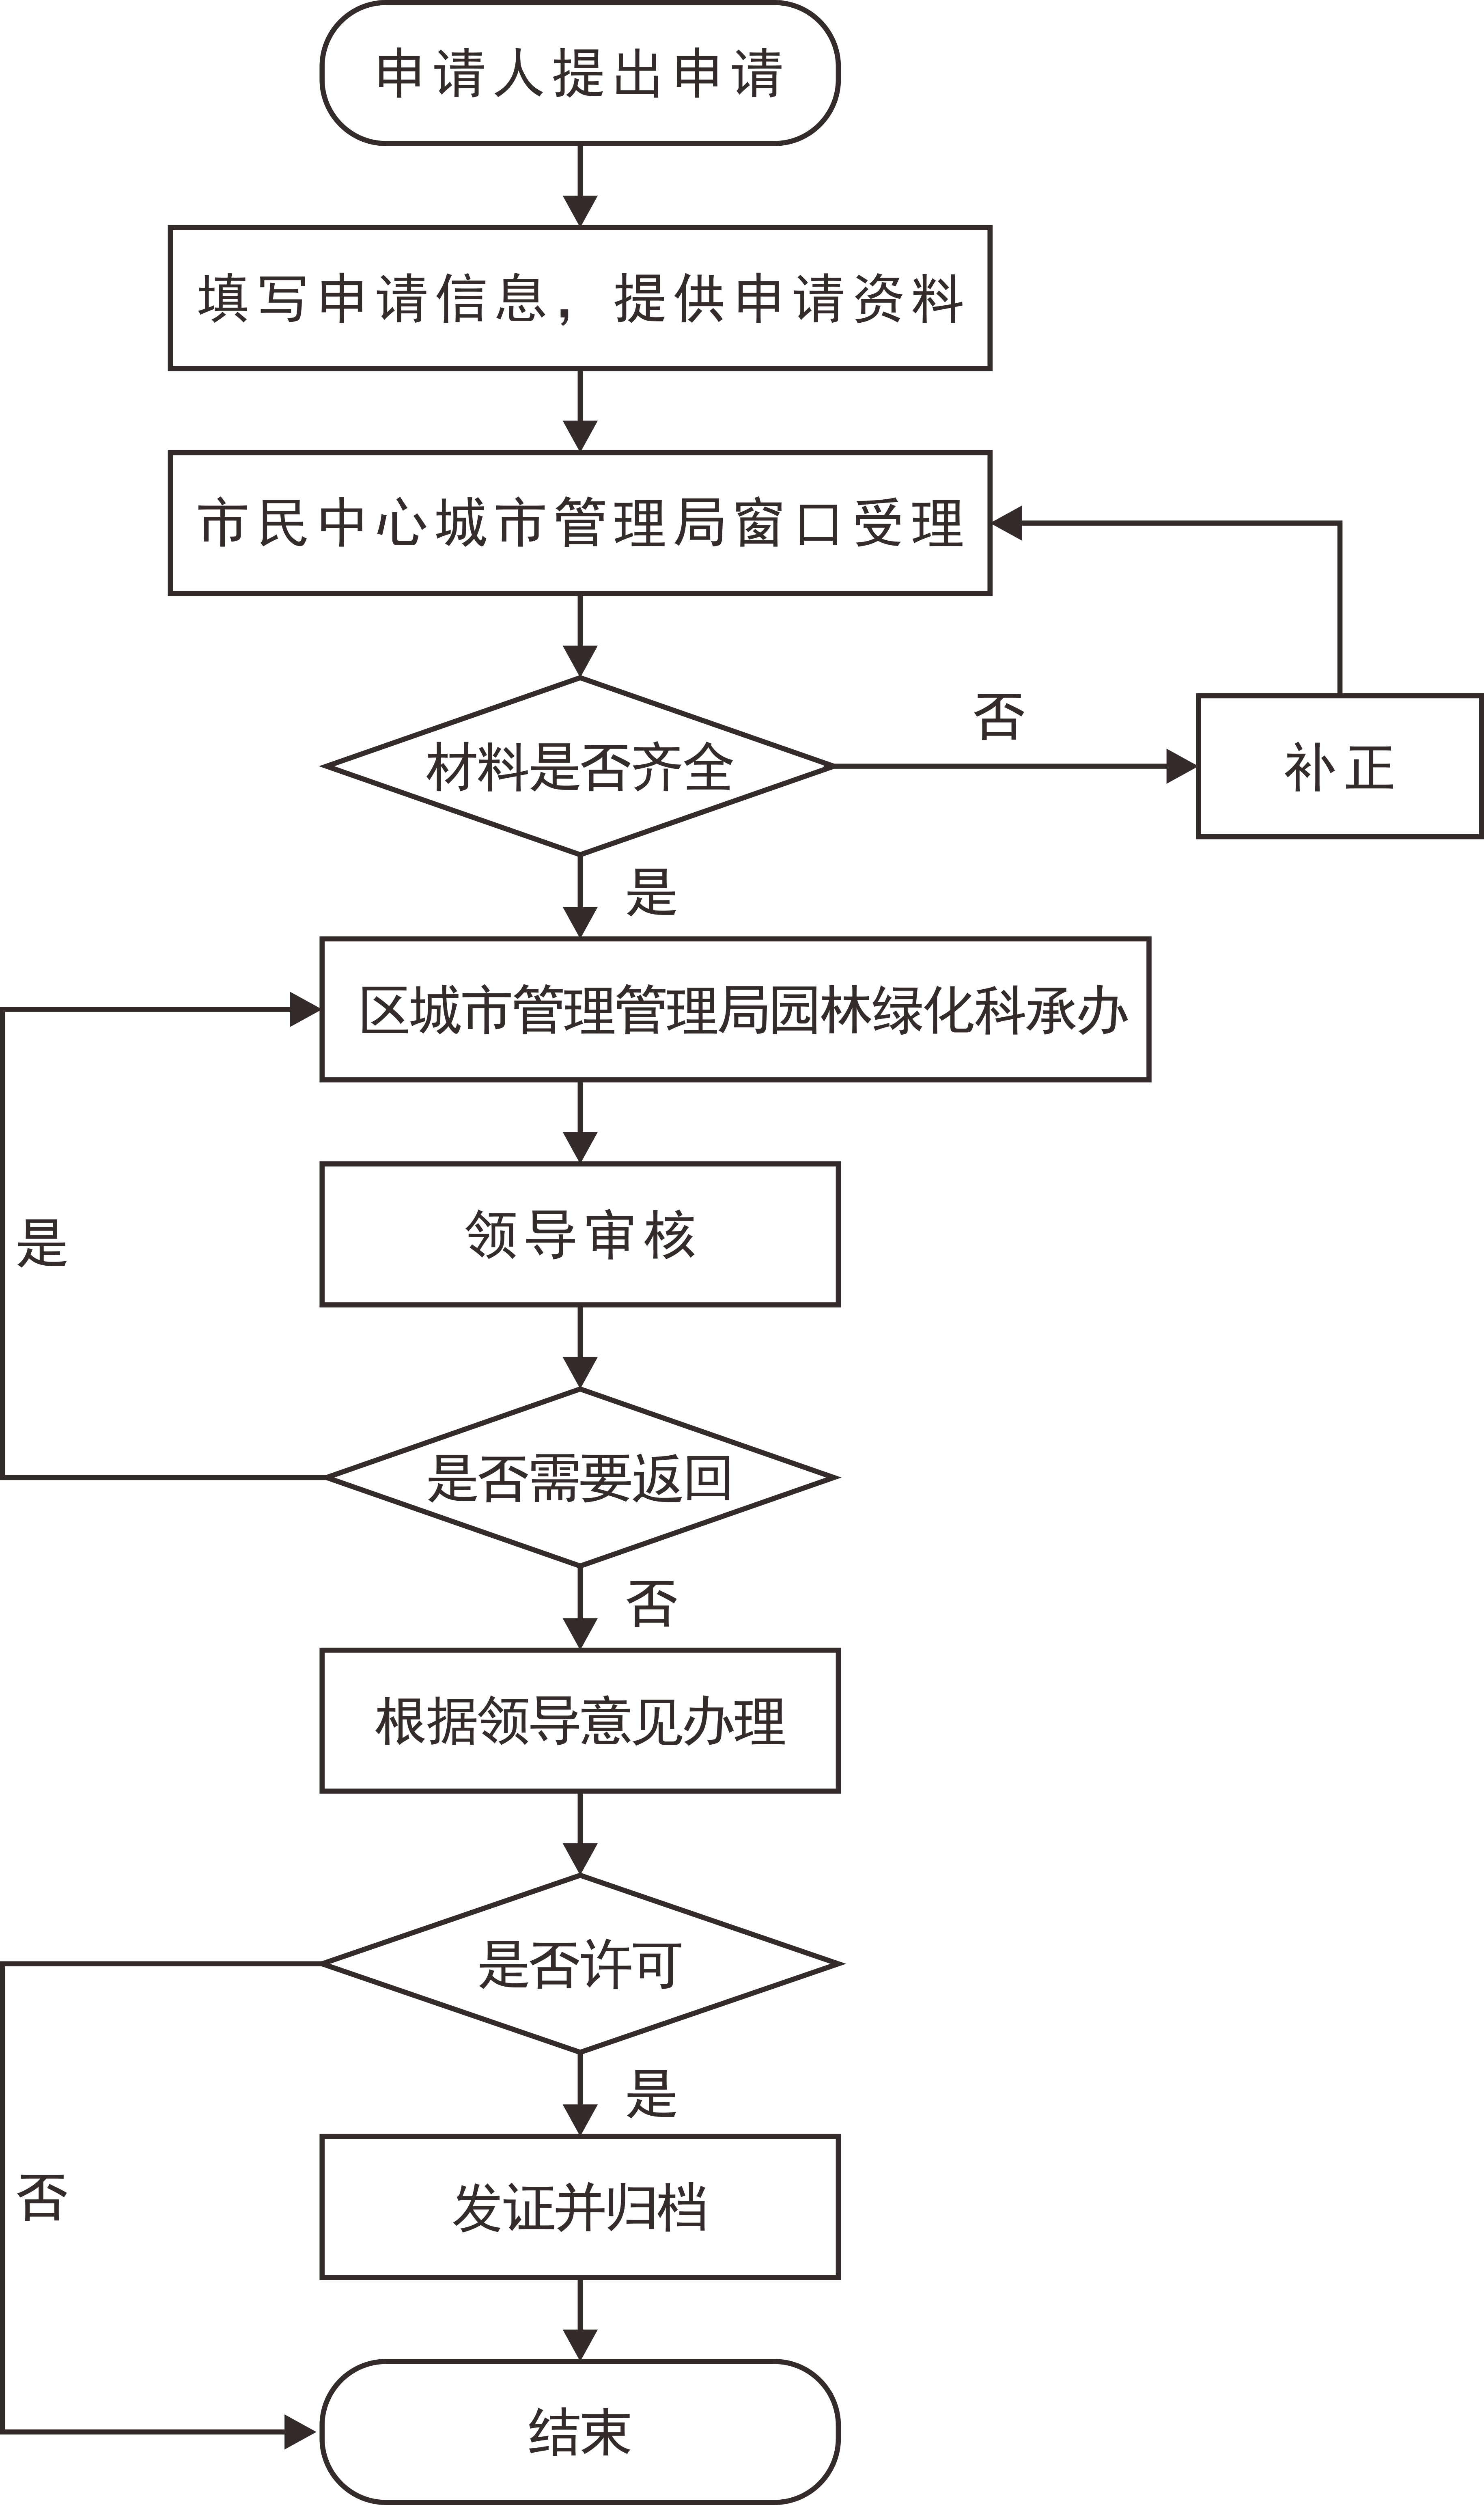 申请人提出申请
填写申请信息，提供申请资料
市民中心城市管理局窗口受理
材料是否齐全
否
补正
是
区城市管理管理局园林绿化科承办
领导审核
是
是否需要返回
否
根据领导意见办理
是否许可
是
否
发证并归档
结束